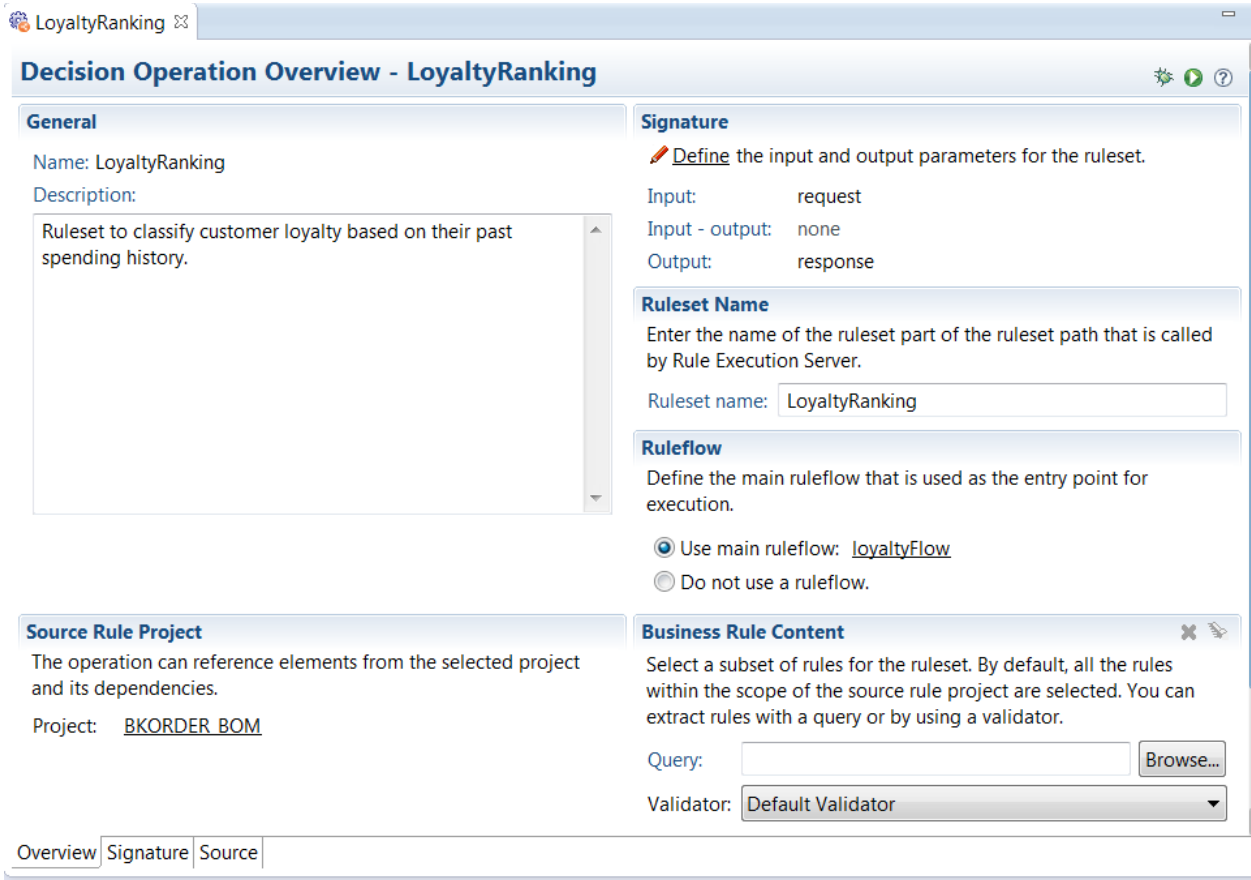 LoyaltyRanking
Decision Operation Overview - LoyaltyRanking
General
Name: LoyaltyRanking
Description:
Ruleset to classify customer loyalty based on their past
spending history.
Signature
Define the input and output parameters for the ruleset.
Input: request
Input - output: none
Output: response
Ruleset Name
Enter the name of the ruleset part of the ruleset path that is called
by Rule Execution Server.
Ruleset name: LoyaltyRanking
Ruleflow
Define the main ruleflow that is used as the entry point for
execution.
Use main ruleflow: loyaltyFlow
Do not use a ruleflow.
Source Rule Project
The operation can reference elements from the selected project
and its dependencies.
Project: BKORDER BOM
Business Rule Content
Select a subset of rules for the ruleset. By default, all the rules
within the scope of the source rule project are selected. You can
extract rules with a query or by using a validator.
Query: Browse...
Validator: Default Validator
Overview Signature Source